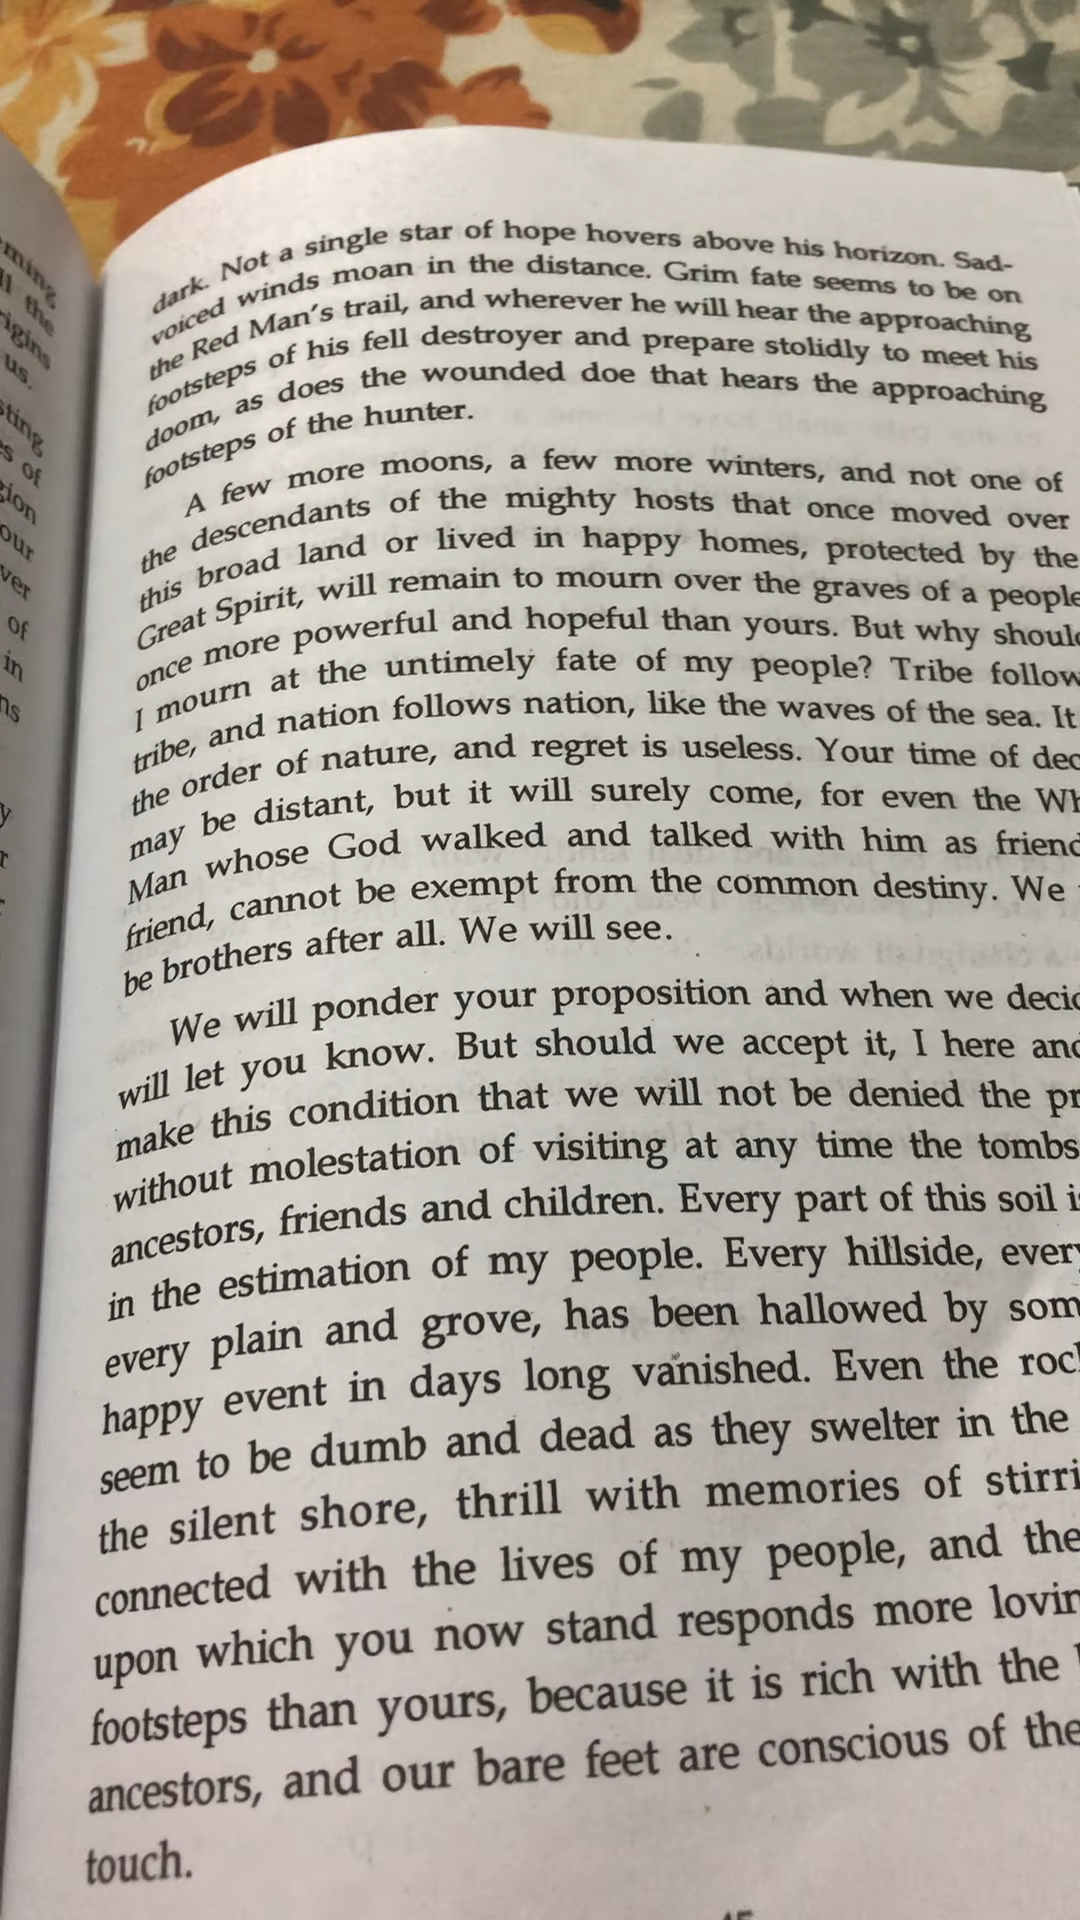 ming
ll the
igins
us.
sting
es of
sion
our
ver
of
in
ns
y
r
dark. Not a single star of hope hovers above his horizon. Sad-
voiced winds moan in the distance. Grim fate seems to be on
the Red Man's trail, and wherever he will hear the approaching
footsteps of his fell destroyer and prepare stolidly to meet his
doom, as does the wounded doe that hears the approaching
footsteps of the hunter.
A few more moons, a few more winters, and not one of
the descendants of the mighty hosts that once moved over
this broad land or lived in happy homes, protected by the
Great Spirit, will remain to mourn over the graves of a people
once more powerful and hopeful than yours. But why shoul
I mourn at the untimely fate of my people? Tribe follow
tribe, and nation follows nation, like the waves of the sea. It
the order of nature, and regret is useless. Your time of dec
may be distant, but it will surely come, for even the Wh
Man whose God walked and talked with him as friend
friend, cannot be exempt from the common destiny. We
be brothers after all. We will see.
We will ponder your proposition and when we decid
will let you know. But should we accept it, I here and
make this condition that we will not be denied the pr
without molestation of visiting at any time the tombs
ancestors, friends and children. Every part of this soil is
in the estimation of my people. Every hillside, every
every plain and grove, has been hallowed by som
happy event in days long vanished. Even the rock
seem to be dumb and dead as they swelter in the
the silent shore, thrill with memories of stirri
connected with the lives of my people, and the
upon which you now stand responds more lovin
footsteps than yours, because it is rich with the
ancestors, and our bare feet are conscious of the
touch.